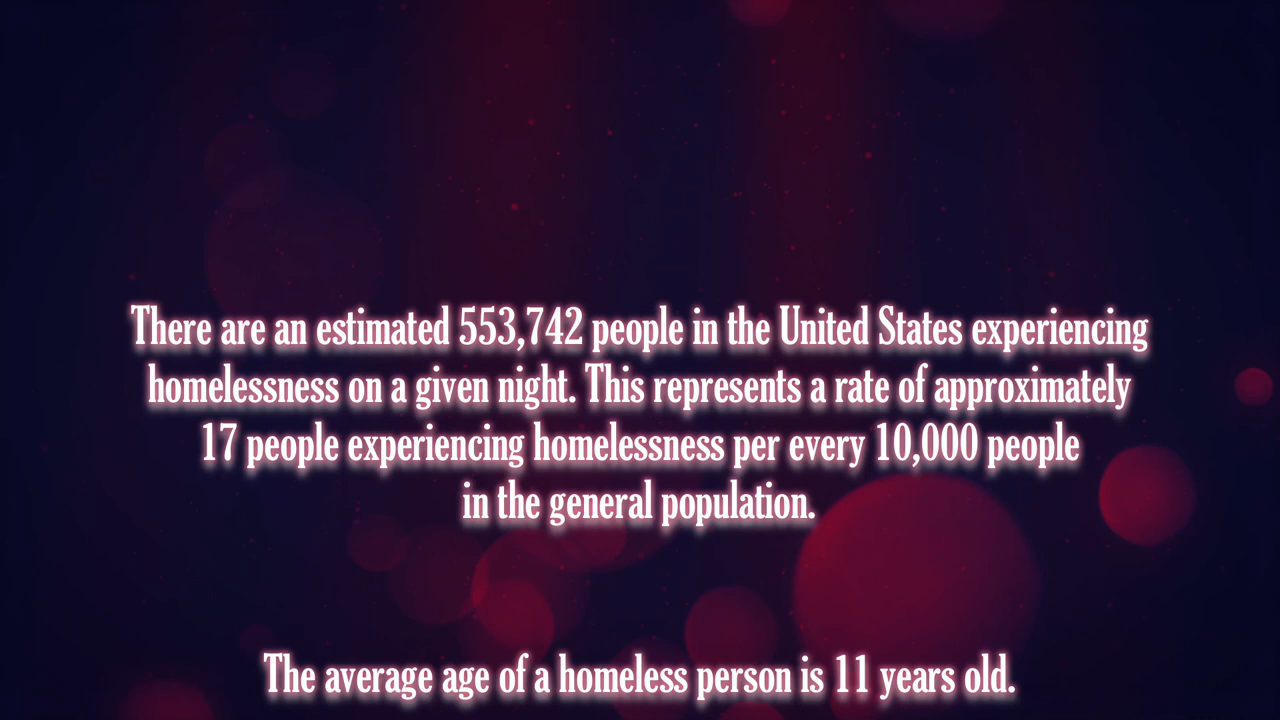 There are an estimated 553,742 people in the United States experiencing
homelessness on a given night. This represents a rate of approximately
17 people experiencing homelessness per every 10,000 people
in the general population.
The average age of a homeless person is 11 years old.